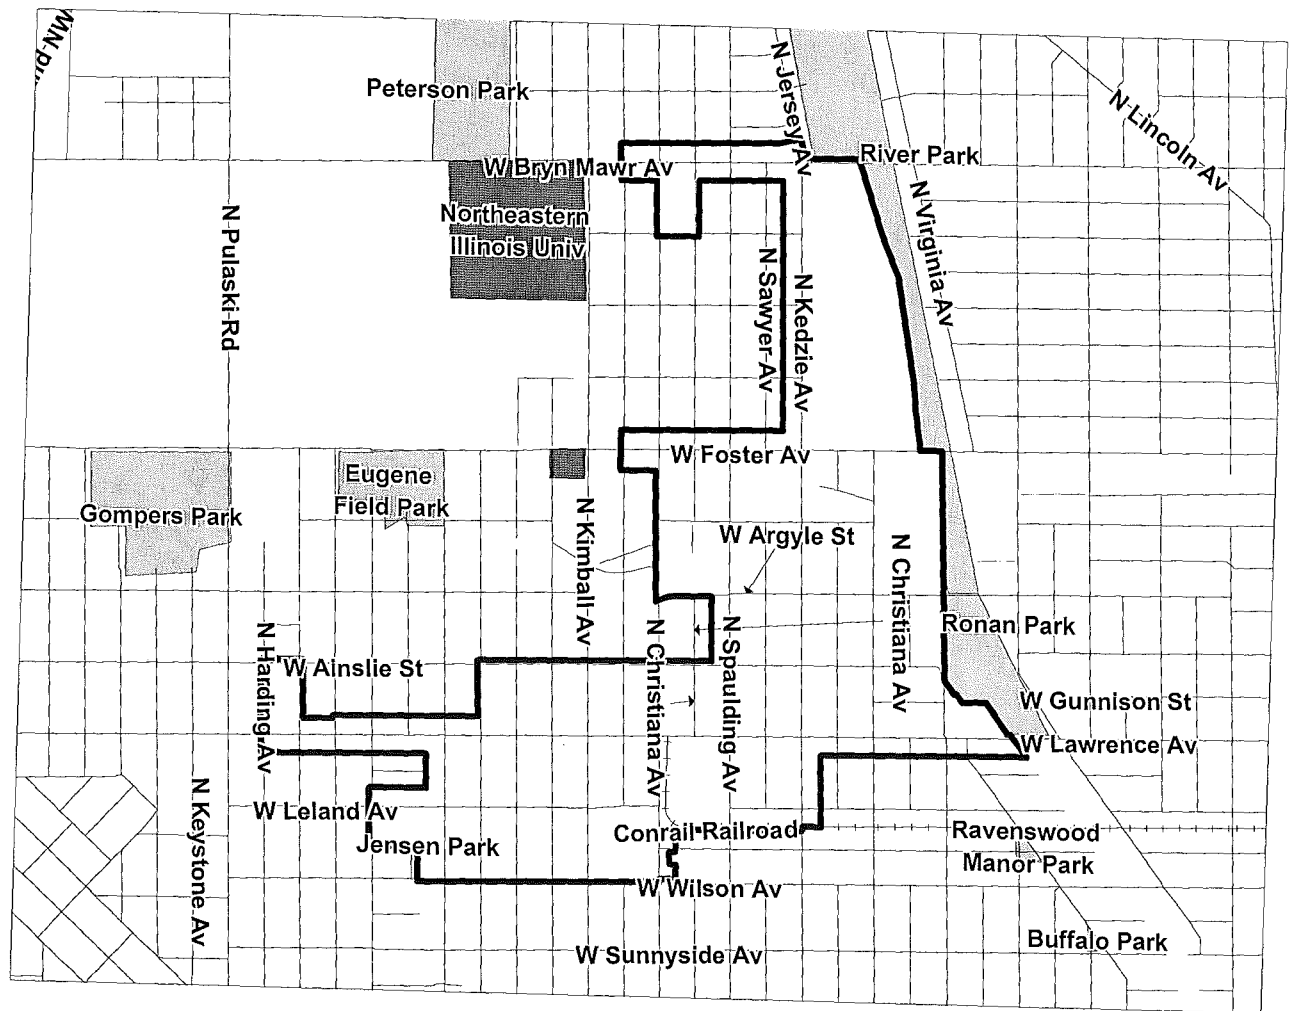 nd-NW
N Jersey Av
Peterson Park
N Lincoln Av
River Park
W Bryn Mawr Av
N Virginia Av
Northeastern
Illinois Univ
N Pulaski Rd
N Sawyer Av
N Kedzie Av
W Foster Av
Eugene
Field Park
Gompers Park
N Kimball Av
W Argyle St
N Christiana Av
Ronan Park
N Harding Av
W Ainslie St
N Christiana Av
N Spaulding Av
W Gunnison St
W Lawrence Av
N Keystone Av
W Leland Av
Conrail Railroad
Ravenswood
Manor Park
Jensen Park
W Wilson Av
Buffalo Park
W Sunnyside Av